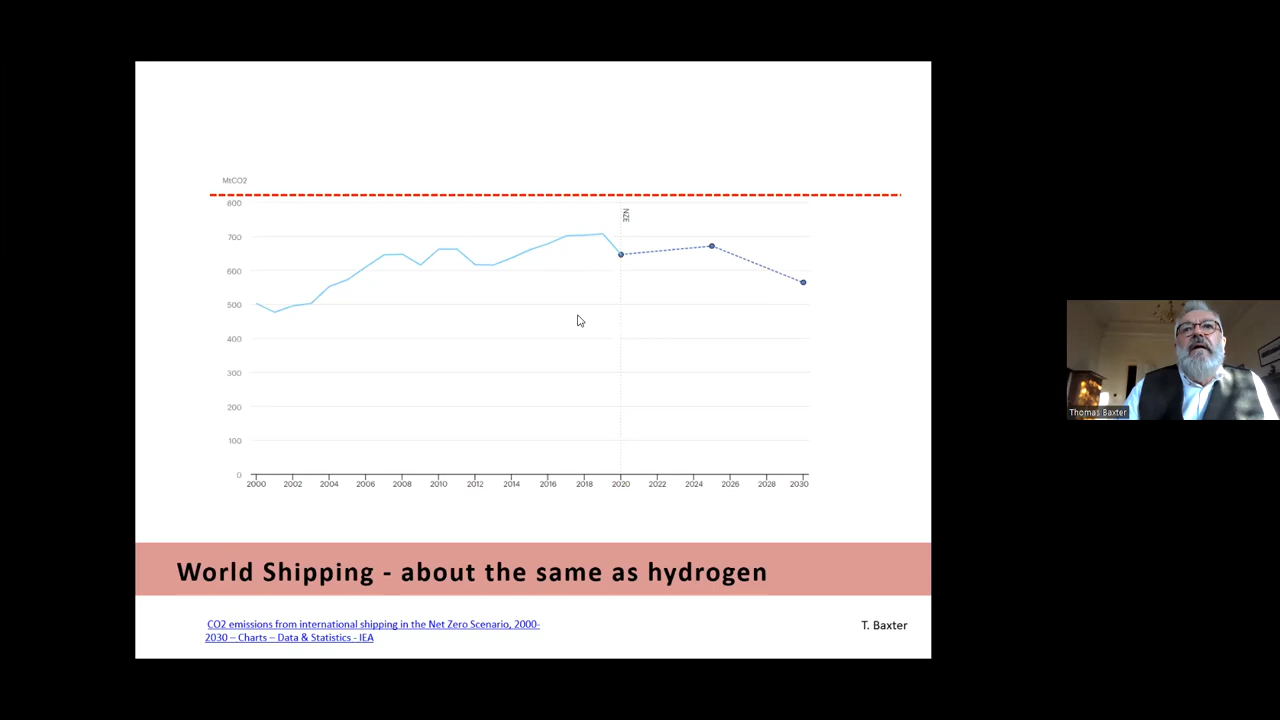 MtCO2
800
NZE
700
600
500
400
300
200
100
0
2000 2002 2004 2006 2008 2010 2012 2014 2016 2018 2020 2022 2024 2026 2028 2030
Thomas Baxter
World Shipping - about the same as hydrogen
CO2 emissions from international shipping in the Net Zero Scenario, 2000-
2030 – Charts – Data & Statistics - IEA
T. Baxter